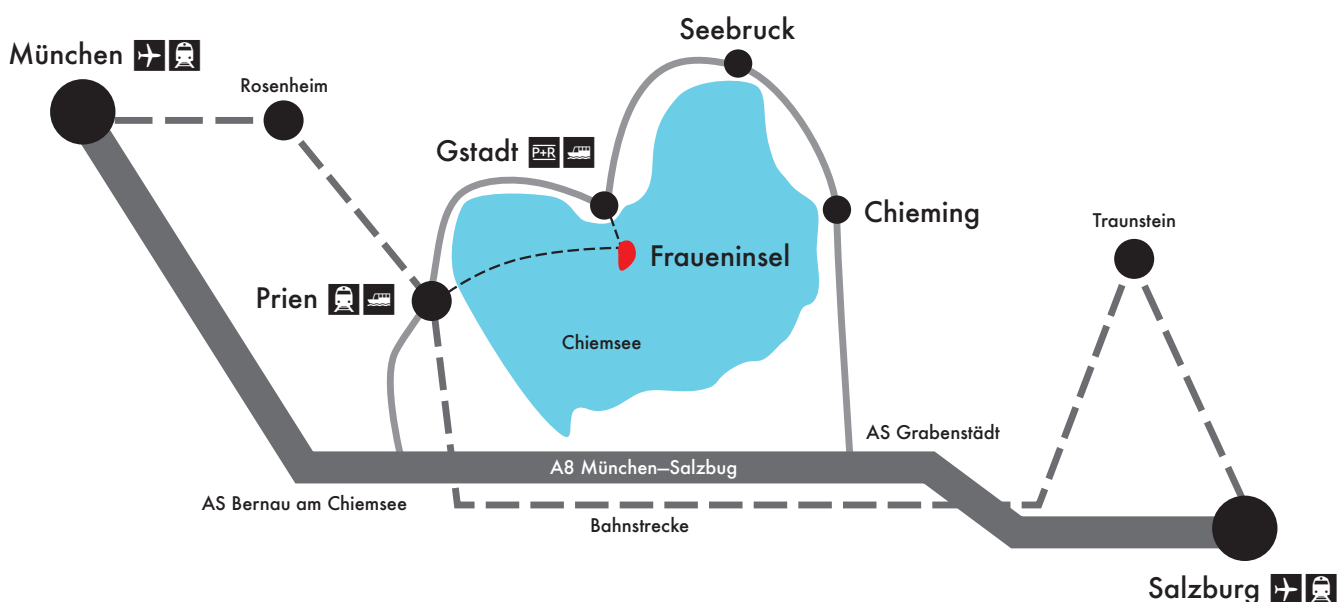 Seebruck
München
Rosenheim
Gstadt P+R
Chieming
Traunstein
Fraueninsel
Prien
Chiemsee
AS Grabenstädt
A8 München–Salzbug
AS Bernau am Chiemsee
Bahnstrecke
Salzburg